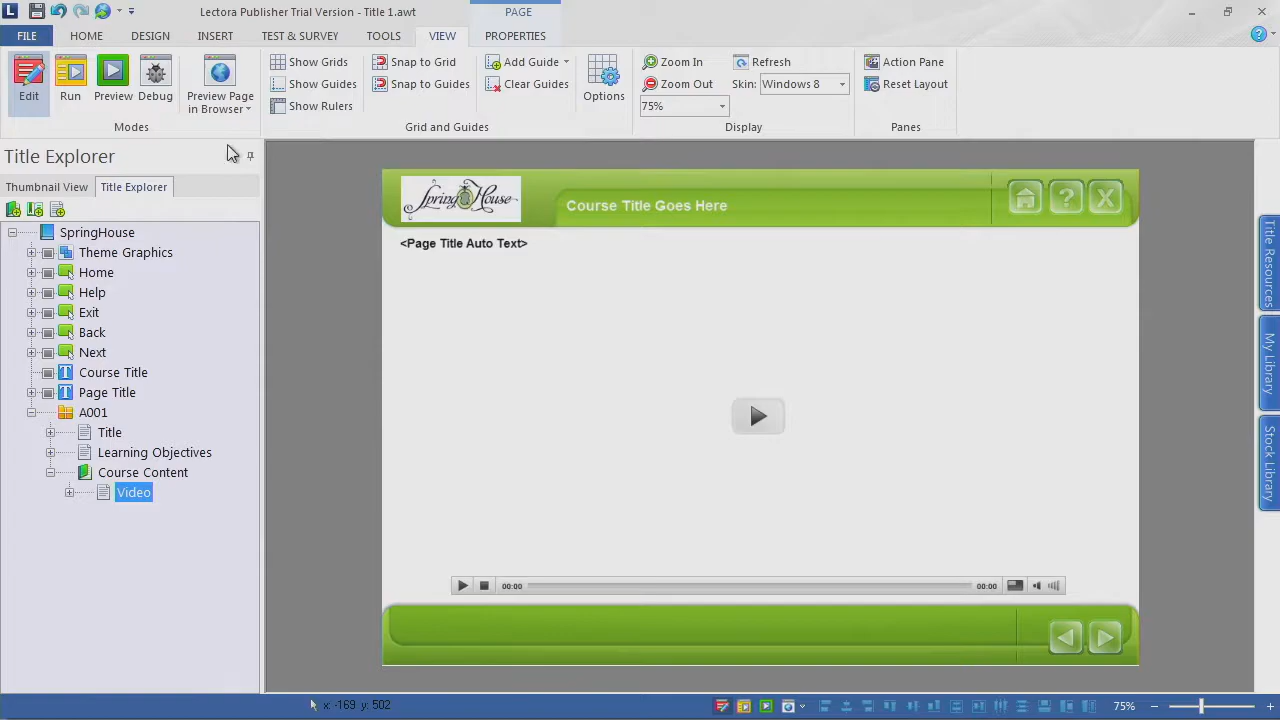 Lectora Publisher Trial Version - Title 1.awt
PAGE
FILE
HOME
DESIGN
INSERT
TEST & SURVEY
TOOLS
VIEW
PROPERTIES
Edit
Run
Preview
Debug
Preview Page
in Browser
Modes
Show Grids
Show Guides
Show Rulers
Snap to Grid
Snap to Guides
Add Guide
Clear Guides
Grid and Guides
Options
Zoom In
Zoom Out
75%
Refresh
Skin: Windows 8
Display
Action Pane
Reset Layout
Panes
Title Explorer
Thumbnail View
Title Explorer
SpringHouse
Theme Graphics
Home
Help
Exit
Back
Next
Course Title
Page Title
A001
Title
Learning Objectives
Course Content
Video
Spring House
Course Title Goes Here
? X
<Page Title Auto Text>
00:00
00:00
Title Resources
My Library
Stock Library
x: -169 y: 502
75%